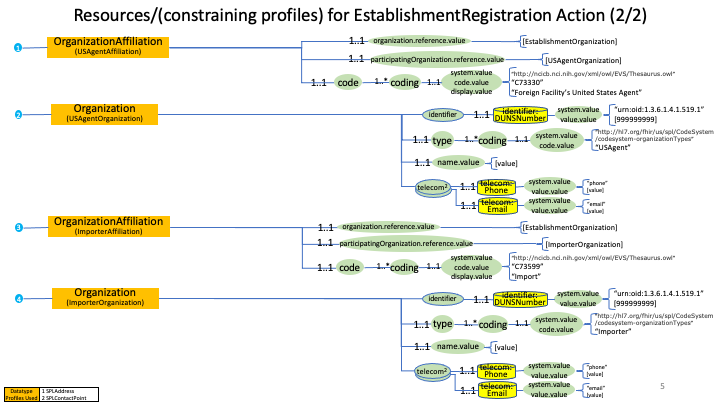 Resources/(constraining profiles) for EstablishmentRegistration Action (2/2)
1
OrganizationAffiliation
(USAgentAffiliation)
1..1 organization.reference.value
[EstablishmentOrganization]
1..1 participatingOrganization.reference.value
[USAgentOrganization]
1..1 code 1..* coding 1..1
system.value
code.value
display.value
"http://ncicb.nci.nih.gov/xml/owl/EVS/Thesaurus.owl"
"C73330"
"Foreign Facility's United States Agent"
2
Organization
(USAgentOrganization)
identifier 1..1
identifier:
DUNSNumber
system.value
value.value
"urn:oid:1.3.6.1.4.1.519.1"
[999999999]
1..1 type 1..* coding 1..1
system.value
code.value
"http://hl7.org/fhir/us/spl/CodeSystem
/codesystem-organizationTypes"
"USAgent"
1..1 name.value [value]
telecom² 1..1
telecom:
Phone
system.value
value.value
"phone"
[value]
1..1
telecom:
Email
system.value
value.value
"email"
[value]
3
OrganizationAffiliation
(ImporterAffiliation)
1..1 organization.reference.value
[EstablishmentOrganization]
1..1 participatingOrganization.reference.value
[ImporterOrganization]
1..1 code 1..* coding 1..1
system.value
code.value
display.value
"http://ncicb.nci.nih.gov/xml/owl/EVS/Thesaurus.owl"
"C73599"
"Import"
4
Organization
(ImporterOrganization)
identifier 1..1
identifier:
DUNSNumber
system.value
value.value
"urn:oid:1.3.6.1.4.1.519.1"
[999999999]
1..1 type 1..* coding 1..1
system.value
code.value
"http://hl7.org/fhir/us/spl/CodeSystem
/codesystem-organizationTypes"
"Importer"
1..1 name.value [value]
telecom² 1..1
telecom:
Phone
system.value
value.value
"phone"
[value]
1..1
telecom:
Email
system.value
value.value
"email"
[value]
Datatype
Profiles Used
1 SPLAddress
2 SPLContactPoint
5